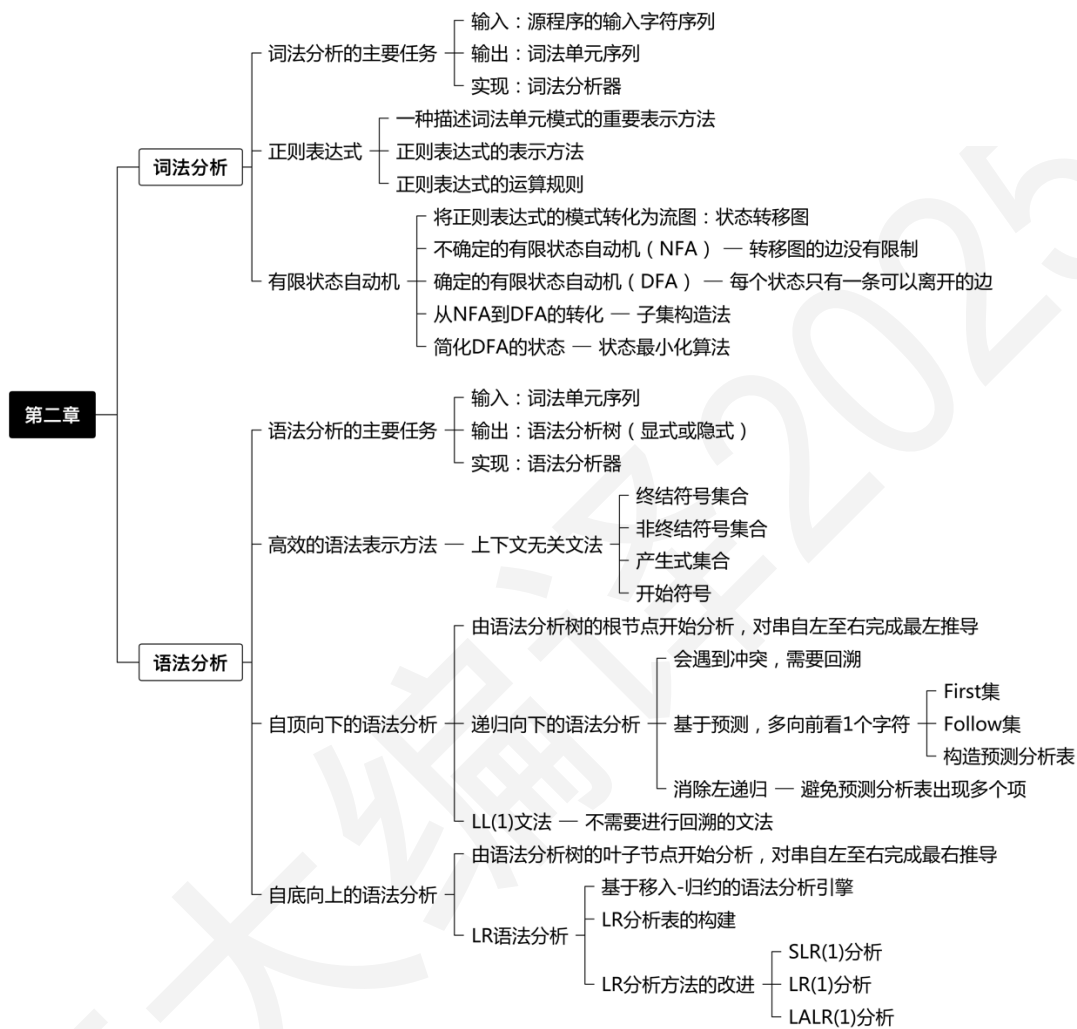 第二章
词法分析
词法分析的主要任务
输入：源程序的输入字符序列
输出：词法单元序列
实现：词法分析器
正则表达式
一种描述词法单元模式的重要表示方法
正则表达式的表示方法
正则表达式的运算规则
有限状态自动机
将正则表达式的模式转化为流图：状态转移图
不确定的有限状态自动机（NFA）
转移图的边没有限制
确定的有限状态自动机（DFA）
每个状态只有一条可以离开的边
从NFA到DFA的转化
子集构造法
简化DFA的状态
状态最小化算法
语法分析
语法分析的主要任务
输入：词法单元序列
输出：语法分析树（显式或隐式）
实现：语法分析器
高效的语法表示方法
上下文无关文法
终结符号集合
非终结符号集合
产生式集合
开始符号
自顶向下的语法分析
由语法分析树的根节点开始分析，对串自左至右完成最左推导
递归向下的语法分析
会遇到冲突，需要回溯
基于预测，多向前看1个字符
First集
Follow集
构造预测分析表
消除左递归
避免预测分析表出现多个项
LL(1)文法
不需要进行回溯的文法
自底向上的语法分析
由语法分析树的叶子节点开始分析，对串自左至右完成最右推导
LR语法分析
基于移入-归约的语法分析引擎
LR分析表的构建
LR分析方法的改进
SLR(1)分析
LR(1)分析
LALR(1)分析
大编译2025